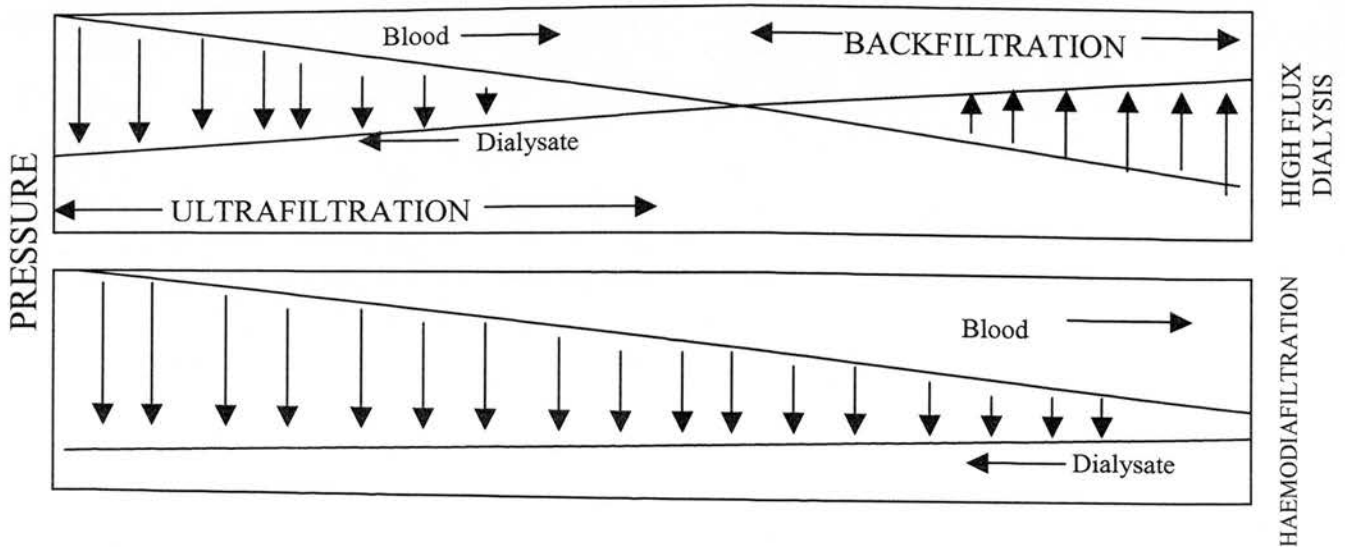 PRESSURE
Blood
BACKFILTRATION
Dialysate
ULTRAFILTRATION
HIGH FLUX
DIALYSIS
Blood
Dialysate
HAEMODIAFILTRATION